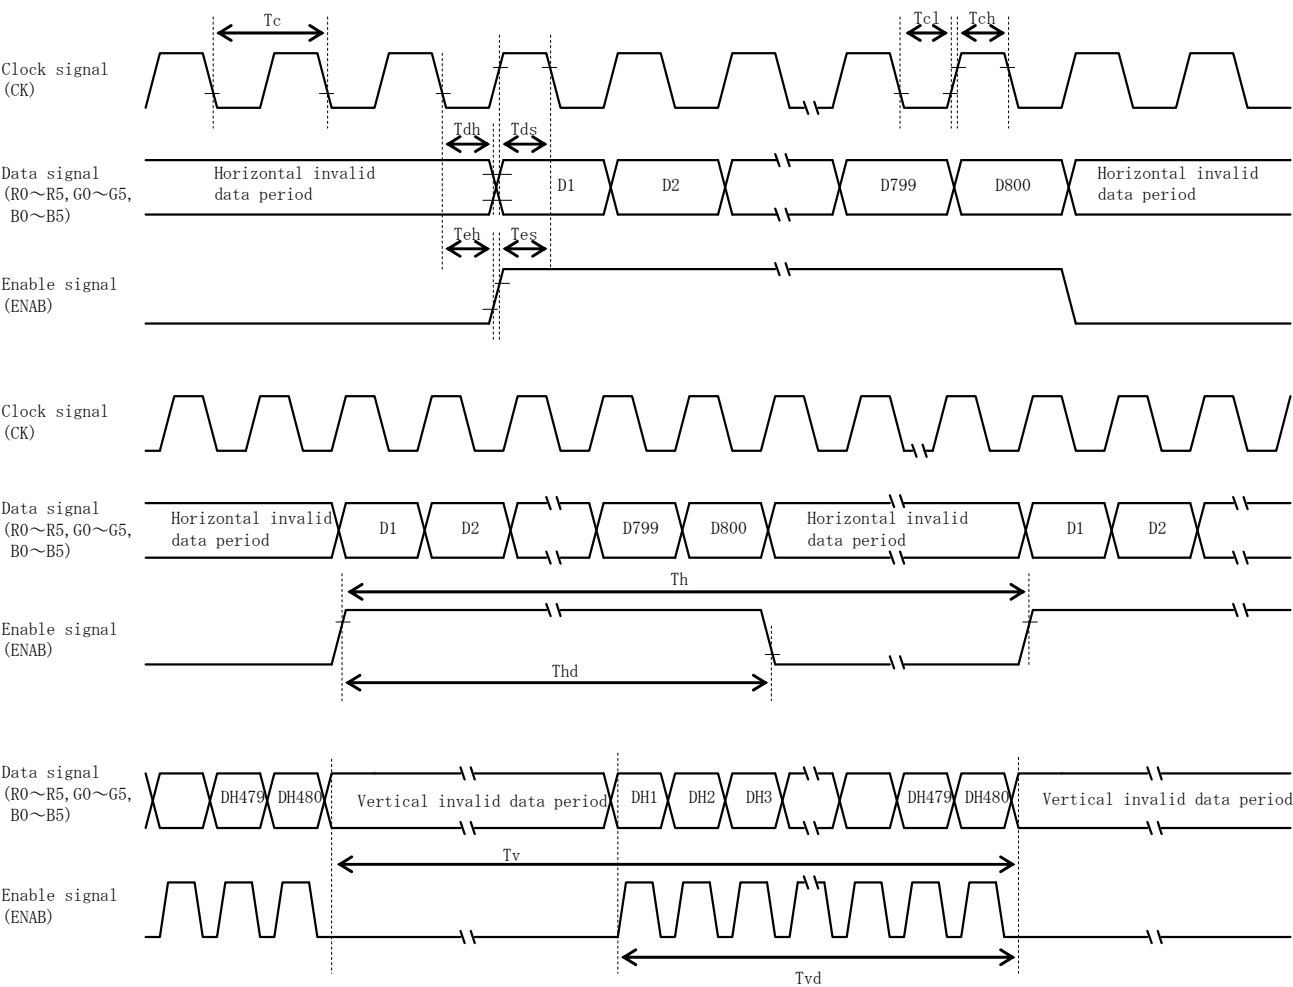 Tc
Tcl
Tch
Clock signal
(CK)
Tdh
Tds
Data signal
(R0～R5,G0～G5,
B0～B5)
Horizontal invalid
data period
D1
D2
D799
D800
Horizontal invalid
data period
Teh
Tes
Enable signal
(ENAB)
Clock signal
(CK)
Data signal
(R0～R5,G0～G5,
B0～B5)
Horizontal invalid
data period
D1
D2
D799
D800
Horizontal invalid
data period
D1
D2
Th
Enable signal
(ENAB)
Thd
Data signal
(R0～R5,G0～G5,
B0～B5)
DH479
DH480
Vertical invalid data period
DH1
DH2
DH3
DH479
DH480
Vertical invalid data period
Tv
Enable signal
(ENAB)
Tvd